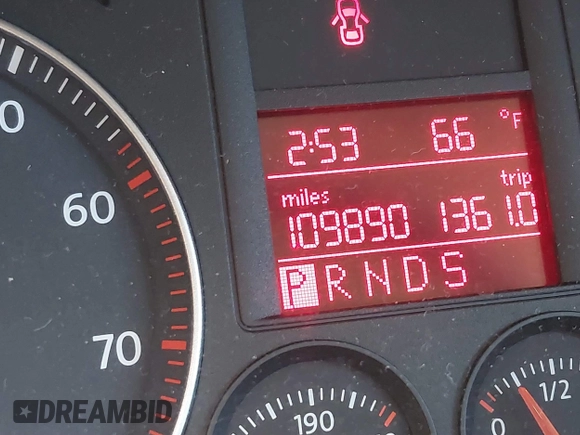 2:53 66 °F
miles trip
109890 1361.0
P R N D S
0
60
70
190
0 1/2
DREAMBID